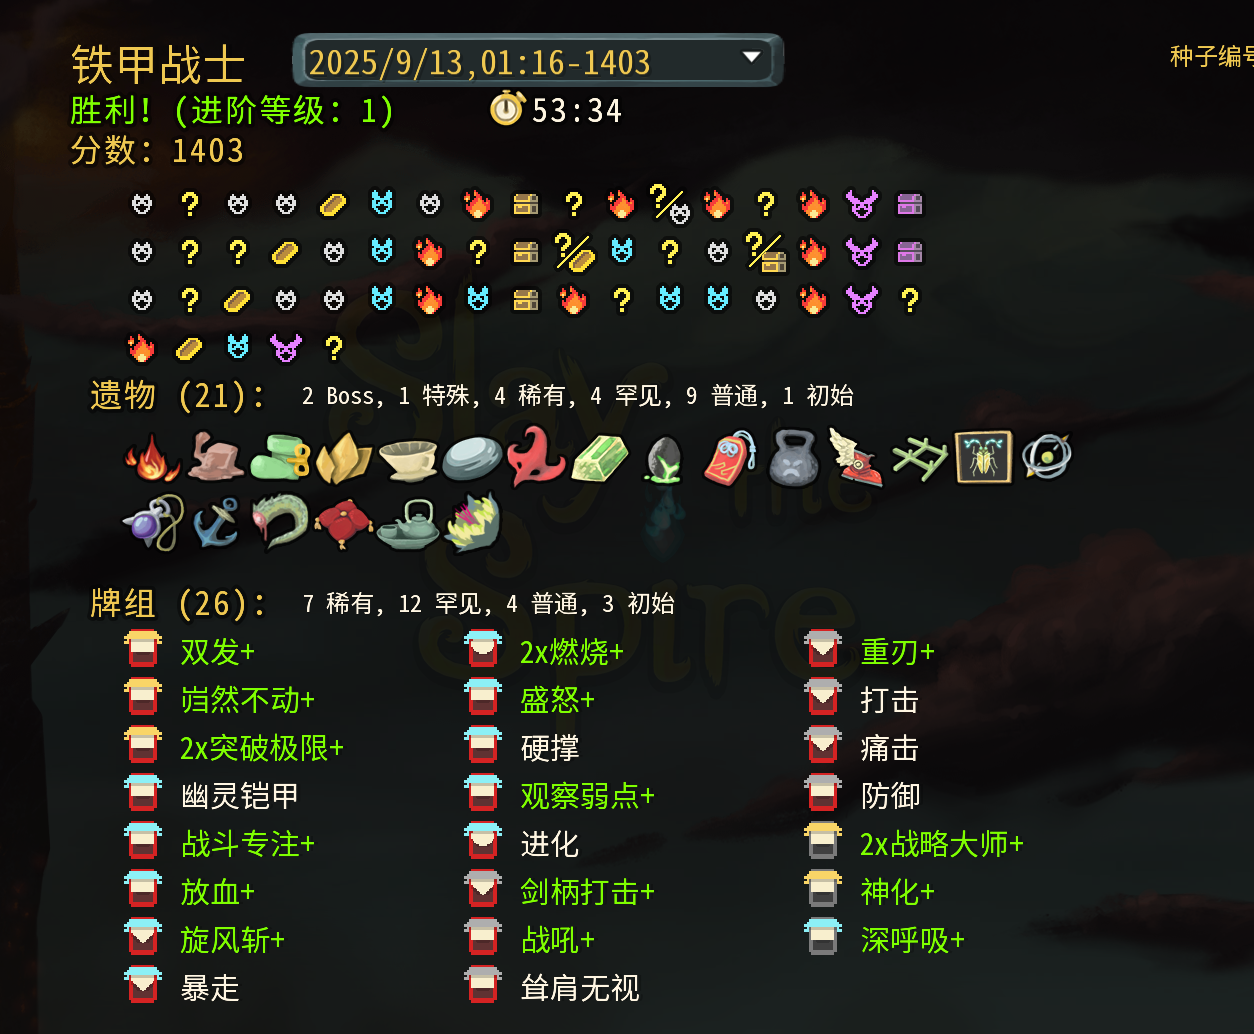 铁甲战士 2025/9/13,01:16-1403 种子编号
胜利! (进阶等级: 1) 53:34
分数: 1403
遗物 (21): 2 Boss, 1 特殊, 4 稀有, 4 罕见, 9 普通, 1 初始
Slay
the
Spire
牌组 (26): 7 稀有, 12 罕见, 4 普通, 3 初始
双发+ 2x燃烧+ 重刃+
岿然不动+ 盛怒+ 打击
2x突破极限+ 硬撑 痛击
幽灵铠甲 观察弱点+ 防御
战斗专注+ 进化 2x战略大师+
放血+ 剑柄打击+ 神化+
旋风斩+ 战吼+ 深呼吸+
暴走 耸肩无视